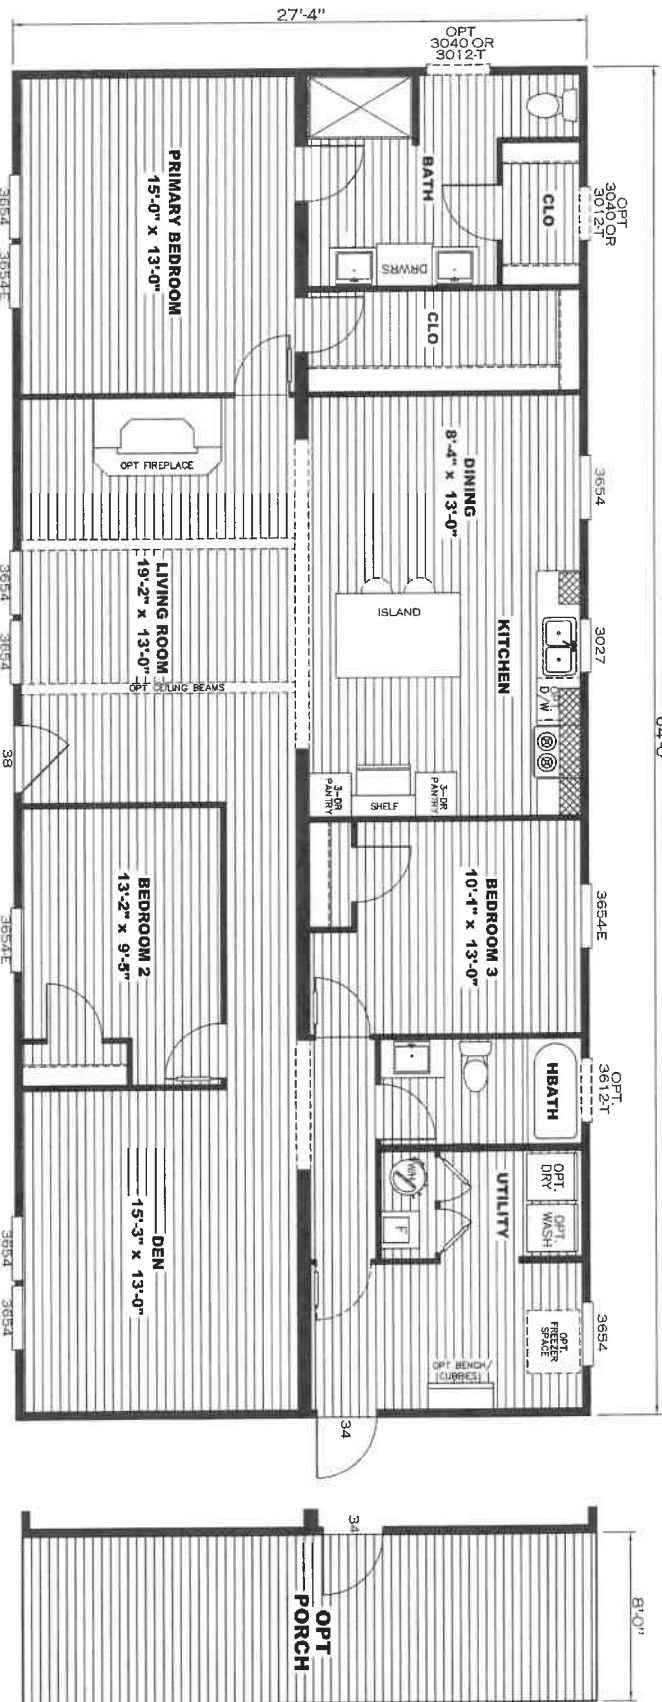 27'-4"
OPT
3040 OR
3012-T
OPT
3040 OR
3012-T
PRIMARY BEDROOM
15'-0" x 13'-0"
BATH
CLO
DRWRS
CLO
3654
3654-E
OPT FIREPLACE
DINING
8'-4" x 13'-0"
3654
LIVING ROOM
19'-2" x 13'-0"
ISLAND
KITCHEN
3027
OPT
D/W
OPT CEILING BEAMS
3654
3654
38
3-DR
PANTRY
SHELF
3-DR
PANTRY
BEDROOM 2
13'-2" x 9'-5"
3654-E
BEDROOM 3
10'-1" x 13'-0"
3654-E
HBATH
OPT.
3612-T
UTILITY
WH
F
OPT.
DRY
OPT.
WASH
DEN
15'-3" x 13'-0"
3654
3654
OPT.
FREEZER
SPACE
3654
OPT BENCH/
CUBBIES
34
34
OPT
PORCH
8'-0"